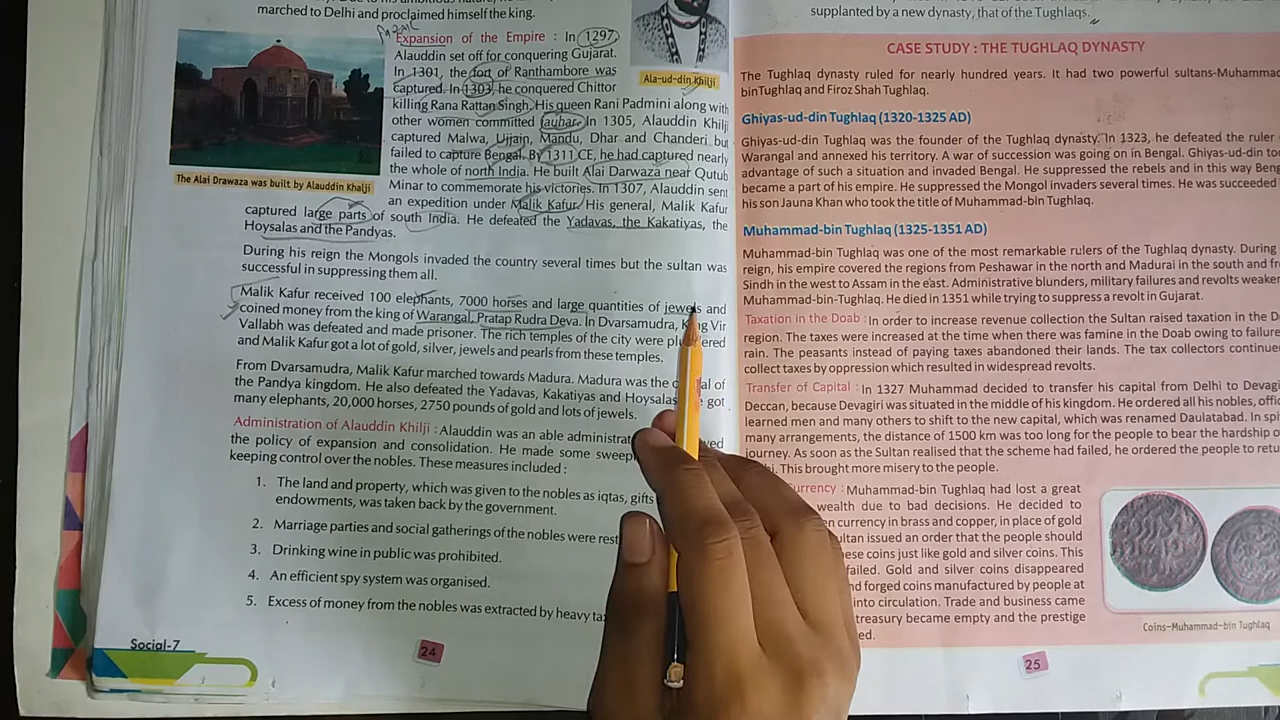 marched to Delhi and proclaimed himself the king.
Expansion of the Empire : In 1297,
Alauddin set off for conquering Gujarat.
In 1301, the fort of Ranthambore was
captured. In 1303, he conquered Chittor
killing Rana Rattan Singh. His queen Rani Padmini along with
other women committed jauhar. In 1305, Alauddin Khilji
captured Malwa, Ujjain, Mandu, Dhar and Chanderi but
failed to capture Bengal. By 1311 CE, he had captured nearly
the whole of north India. He built Alai Darwaza near Qutub
Minar to commemorate his victories. In 1307, Alauddin sent
an expedition under Malik Kafur. His general, Malik Kafur
captured large parts of south India. He defeated the Yadavas, the Kakatiyas, the
Hoysalas and the Pandyas.
Ala-ud-din Khilji
The Alai Drawaza was built by Alauddin Khalji
During his reign the Mongols invaded the country several times but the sultan was
successful in suppressing them all.
Malik Kafur received 100 elephants, 7000 horses and large quantities of jewels and
coined money from the king of Warangal, Pratap Rudra Deva. In Dvarsamudra, Vir
Vallabh was defeated and made prisoner. The rich temples of the city were
and Malik Kafur got a lot of gold, silver, jewels and pearls from these temples.
From Dvarsamudra, Malik Kafur marched towards Madura. Madura was the of
the Pandya kingdom. He also defeated the Yadavas, Kakatiyas and Hoysalas got
many elephants, 20,000 horses, 2750 pounds of gold and lots of jewels.
Administration of Alauddin Khilji : Alauddin was an able
the policy of expansion and consolidation. He made some
keeping control over the nobles. These measures included :
1. The land and property, which was given to the nobles as iqtas, gifts
endowments, was taken back by the government.
2. Marriage parties and social gatherings of the nobles were
3. Drinking wine in public was prohibited.
4. An efficient spy system was organised.
5. Excess of money from the nobles was extracted by heavy
Social-7
24
supplanted by a new dynasty, that of the Tughlaqs.
CASE STUDY : THE TUGHLAQ DYNASTY
The Tughlaq dynasty ruled for nearly hundred years. It had two powerful sultans-Muhammad
bin Tughlaq and Firoz Shah Tughlaq.
Ghiyas-ud-din Tughlaq (1320-1325 AD)
Ghiyas-ud-din Tughlaq was the founder of the Tughlaq dynasty. In 1323, he defeated the ruler
Warangal and annexed his territory. A war of succession was going on in Bengal. Ghiyas-ud-din
advantage of such a situation and invaded Bengal. He suppressed the rebels and in this way
became a part of his empire. He suppressed the Mongol invaders several times. He was succeeded
his son Jauna Khan who took the title of Muhammad-bin Tughlaq.
Muhammad-bin Tughlaq (1325-1351 AD)
Muhammad-bin Tughlaq was one of the most remarkable rulers of the Tughlaq dynasty. During
reign, his empire covered the regions from Peshawar in the north and Madurai in the south and
Sindh in the west to Assam in the east. Administrative blunders, military failures and revolts
Muhammad-bin-Tughlaq. He died in 1351 while trying to suppress a revolt in Gujarat.
Taxation in the Doab : In order to increase revenue collection the Sultan raised taxation in the
region. The taxes were increased at the time when there was famine in the Doab owing to failure
rain. The peasants instead of paying taxes abandoned their lands. The tax collectors
collect taxes by oppression which resulted in widespread revolts.
Transfer of Capital : In 1327 Muhammad decided to transfer his capital from Delhi to
Deccan, because Devagiri was situated in the middle of his kingdom. He ordered all his nobles,
learned men and many others to shift to the new capital, which was renamed Daulatabad. In
many arrangements, the distance of 1500 km was too long for the people to bear the hardship
journey. As soon as the Sultan realised that the scheme had failed, he ordered the people to
This brought more misery to the people.
Currency : Muhammad-bin Tughlaq had lost a great
wealth due to bad decisions. He decided to
currency in brass and copper, in place of gold
issued an order that the people should
coins just like gold and silver coins. This
failed. Gold and silver coins disappeared
forged coins manufactured by people at
into circulation. Trade and business came
treasury became empty and the prestige
Coins-Muhammad-bin Tughlaq
25